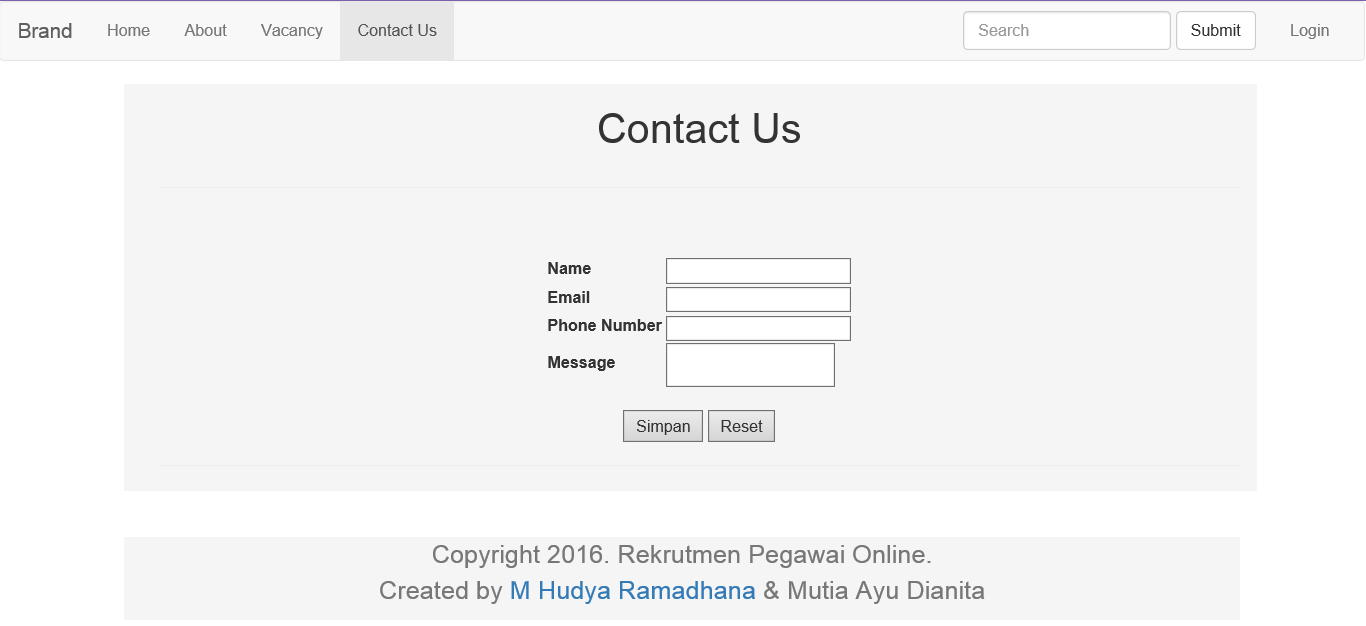 Brand Home About Vacancy Contact Us Search Submit Login
Contact Us
Name
Email
Phone Number
Message
Simpan Reset
Copyright 2016. Rekrutmen Pegawai Online.
Created by M Hudya Ramadhana & Mutia Ayu Dianita